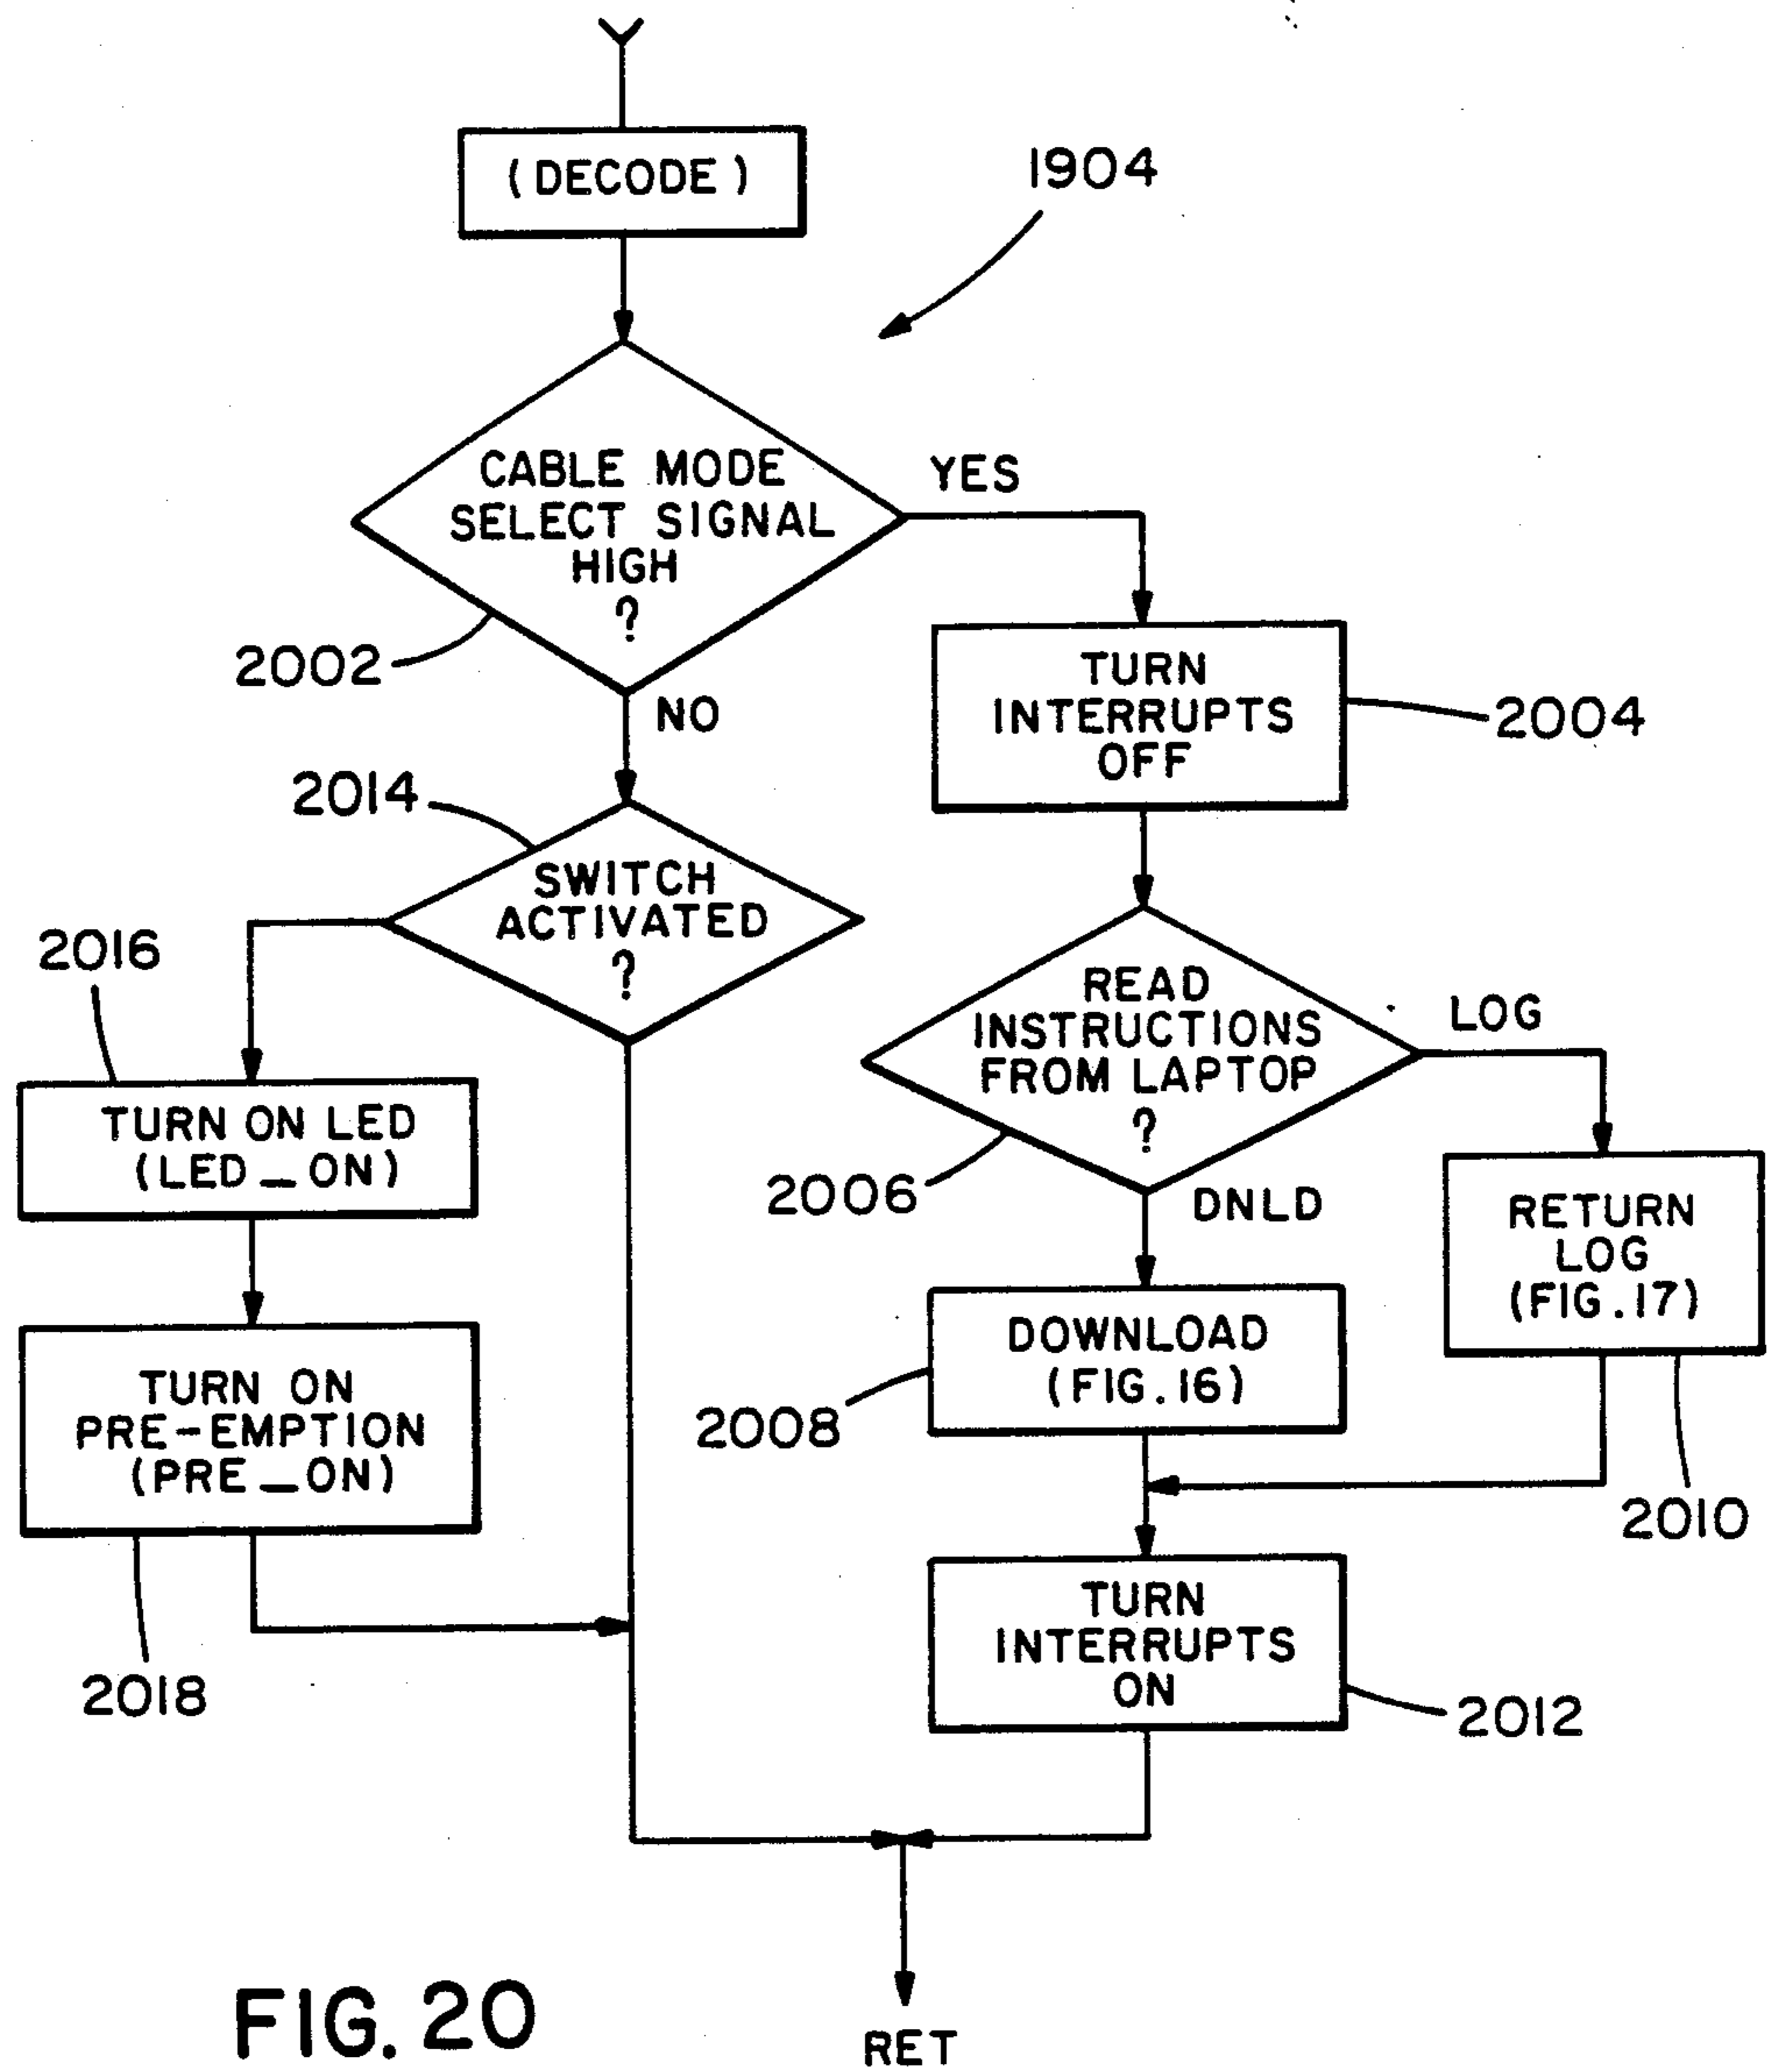 (DECODE)
1904
CABLE MODE
SELECT SIGNAL
HIGH
?
YES
2002
NO
TURN
INTERRUPTS
OFF
2004
2014
SWITCH
ACTIVATED
?
2016
READ
INSTRUCTIONS
FROM LAPTOP
?
LOG
2006
DNLD
TURN ON LED
(LED_ON)
RETURN
LOG
(FIG.17)
2010
DOWNLOAD
(FIG.16)
2008
TURN ON
PRE-EMPTION
(PRE_ON)
2018
TURN
INTERRUPTS
ON
2012
RET
FIG. 20